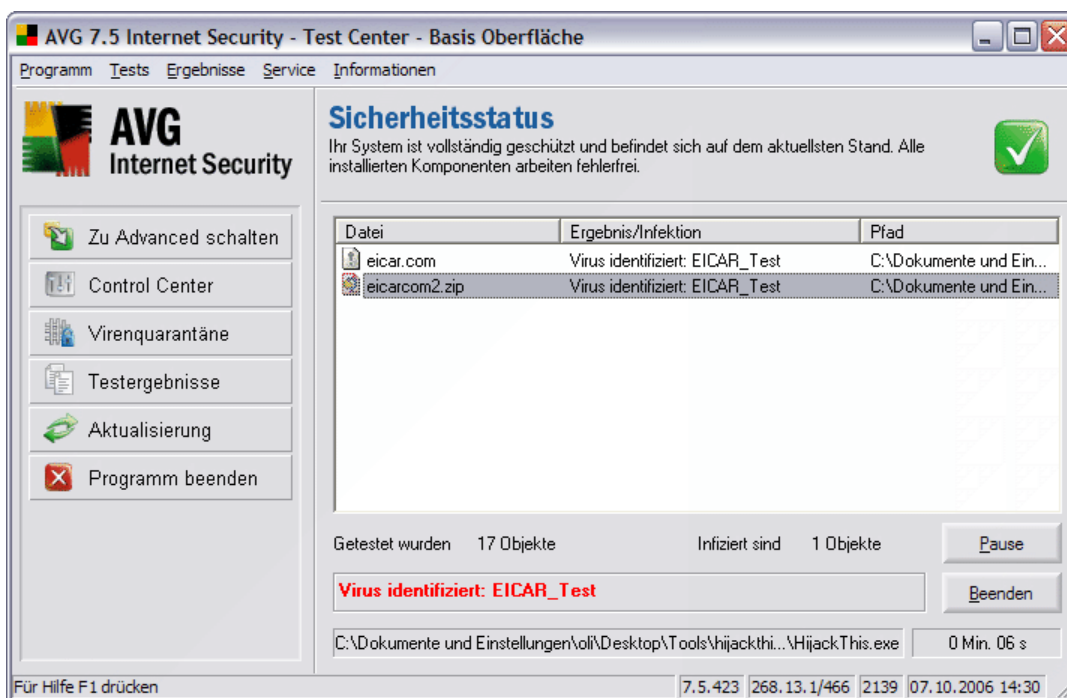 AVG 7.5 Internet Security - Test Center - Basis Oberfläche
Programm Tests Ergebnisse Service Informationen
AVG
Internet Security
Zu Advanced schalten
Control Center
Virenquarantäne
Testergebnisse
Aktualisierung
Programm beenden
Sicherheitsstatus
Ihr System ist vollständig geschützt und befindet sich auf dem aktuellsten Stand. Alle
installierten Komponenten arbeiten fehlerfrei.
Datei Ergebnis/Infektion Pfad
eicar.com Virus identifiziert: EICAR_Test C:\Dokumente und Ein...
eicarcom2.zip Virus identifiziert: EICAR_Test C:\Dokumente und Ein...
Getestet wurden 17 Objekte Infiziert sind 1 Objekte Pause
Virus identifiziert: EICAR_Test Beenden
C:\Dokumente und Einstellungen\oli\Desktop\Tools\hijackthi...\HijackThis.exe 0 Min. 06 s
Für Hilfe F1 drücken 7.5.423 268.13.1/466 2139 07.10.2006 14:30